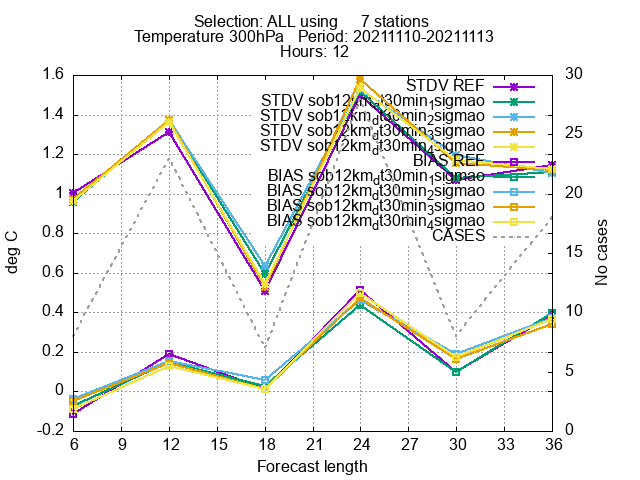 Selection: ALL using 7 stations
Temperature 300hPa Period: 20211110-20211113
Hours: 12
STDV REF
STDV sob12km_dt30min_1sigmao
STDV sob12km_dt30min_2sigmao
STDV sob12km_dt30min_3sigmao
STDV sob12km_dt30min_4sigmao
BIAS REF
BIAS sob12km_dt30min_1sigmao
BIAS sob12km_dt30min_2sigmao
BIAS sob12km_dt30min_3sigmao
BIAS sob12km_dt30min_4sigmao
CASES
deg C
1.6
1.4
1.2
1
0.8
0.6
0.4
0.2
0
-0.2
30
25
20
15
10
5
0
No cases
6 9 12 15 18 21 24 27 30 33 36
Forecast length